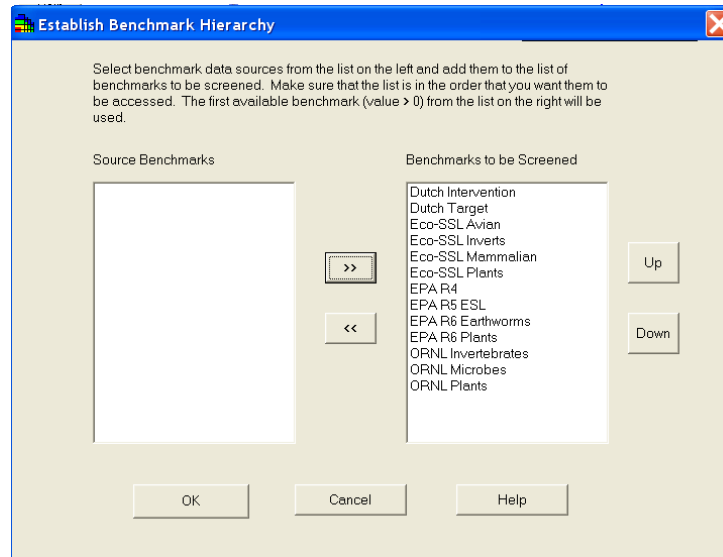 Establish Benchmark Hierarchy
Select benchmark data sources from the list on the left and add them to the list of
benchmarks to be screened. Make sure that the list is in the order that you want them to
be accessed. The first available benchmark (value > 0) from the list on the right will be
used.
Source Benchmarks
Benchmarks to be Screened
Dutch Intervention
Dutch Target
Eco-SSL Avian
Eco-SSL Inverts
Eco-SSL Mammalian
Eco-SSL Plants
EPA R4
EPA R5 ESL
EPA R6 Earthworms
EPA R6 Plants
ORNL Invertebrates
ORNL Microbes
ORNL Plants
>>
<<
Up
Down
OK
Cancel
Help